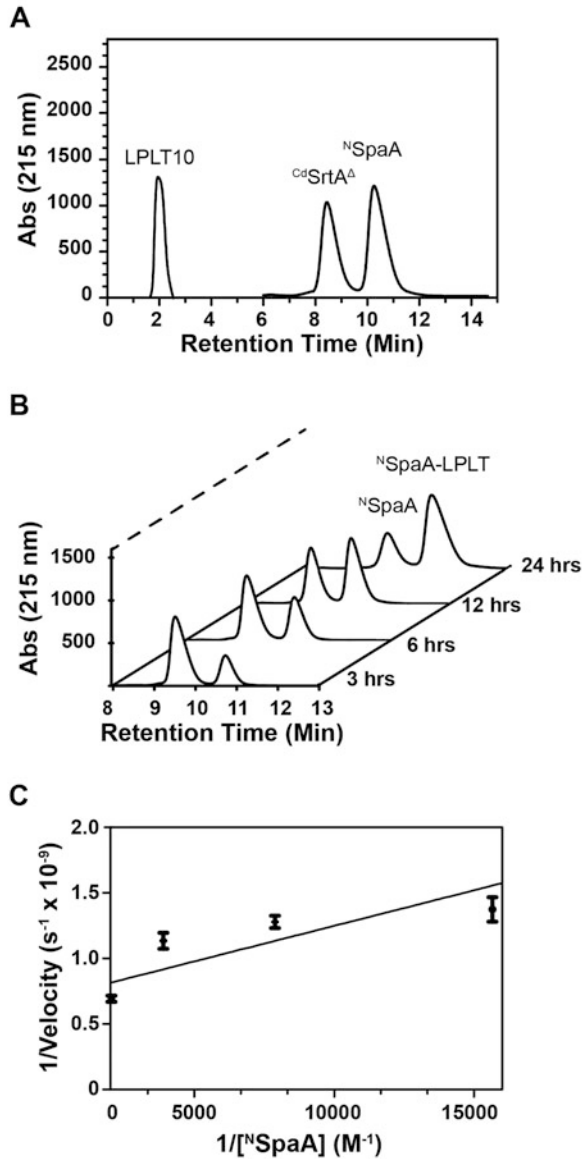 A
Abs (215 nm)
2500
2000
1500
1000
500
0
LPLT10
CdSrtAΔ
NSpaA
0 2 4 6 8 10 12 14
Retention Time (Min)
B
Abs (215 nm)
1500
1000
500
NSpaA-LPLT
NSpaA
24 hrs
12 hrs
6 hrs
3 hrs
8 9 10 11 12 13
Retention Time (Min)
C
1/Velocity (s-1 x 10-9)
2.0
1.5
1.0
0.5
0
0 5000 10000 15000
1/[NSpaA] (M-1)